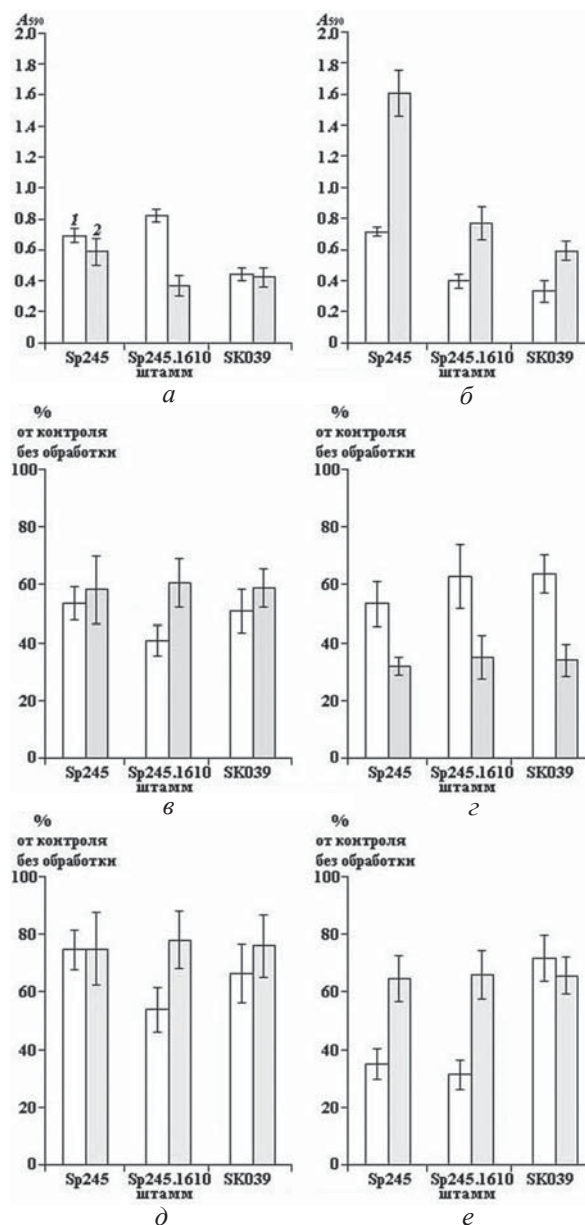 A590
2.0
1.8
1.6
1.4
1.2
1.0
0.8
0.6
0.4
0.2
0
1
2
Sp245
Sp245.1610
SK039
штамм
а
2.0
1.8
1.6
1.4
1.2
1.0
0.8
0.6
0.4
0.2
0
Sp245
Sp245.1610
SK039
штамм
б
%
от контроля
без обработки
100
80
60
40
20
0
Sp245
Sp245.1610
SK039
штамм
в
%
от контроля
без обработки
100
80
60
40
20
0
Sp245
Sp245.1610
SK039
штамм
г
%
от контроля
без обработки
100
80
60
40
20
0
Sp245
Sp245.1610
SK039
штамм
д
%
от контроля
без обработки
100
80
60
40
20
0
Sp245
Sp245.1610
SK039
штамм
е